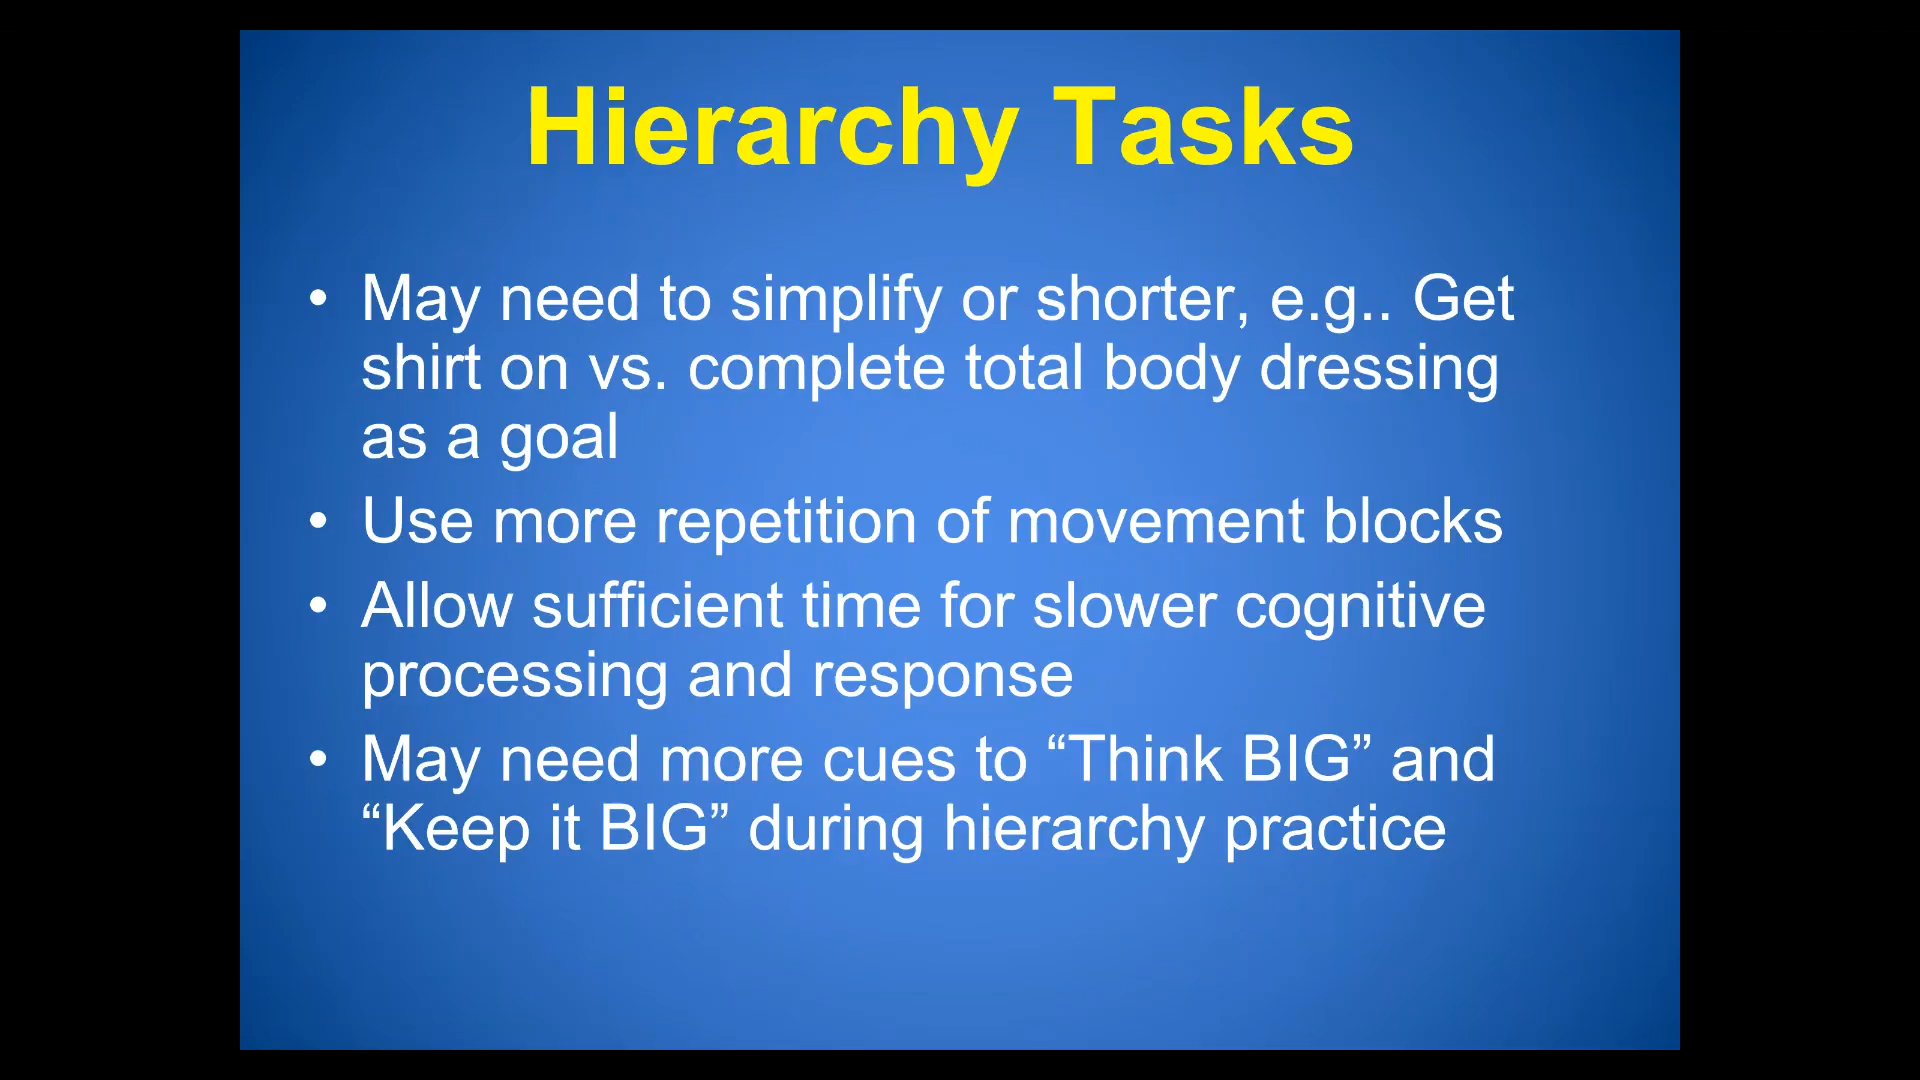 Hierarchy Tasks
• May need to simplify or shorter, e.g.. Get
shirt on vs. complete total body dressing
as a goal
• Use more repetition of movement blocks
• Allow sufficient time for slower cognitive
processing and response
• May need more cues to “Think BIG” and
“Keep it BIG” during hierarchy practice